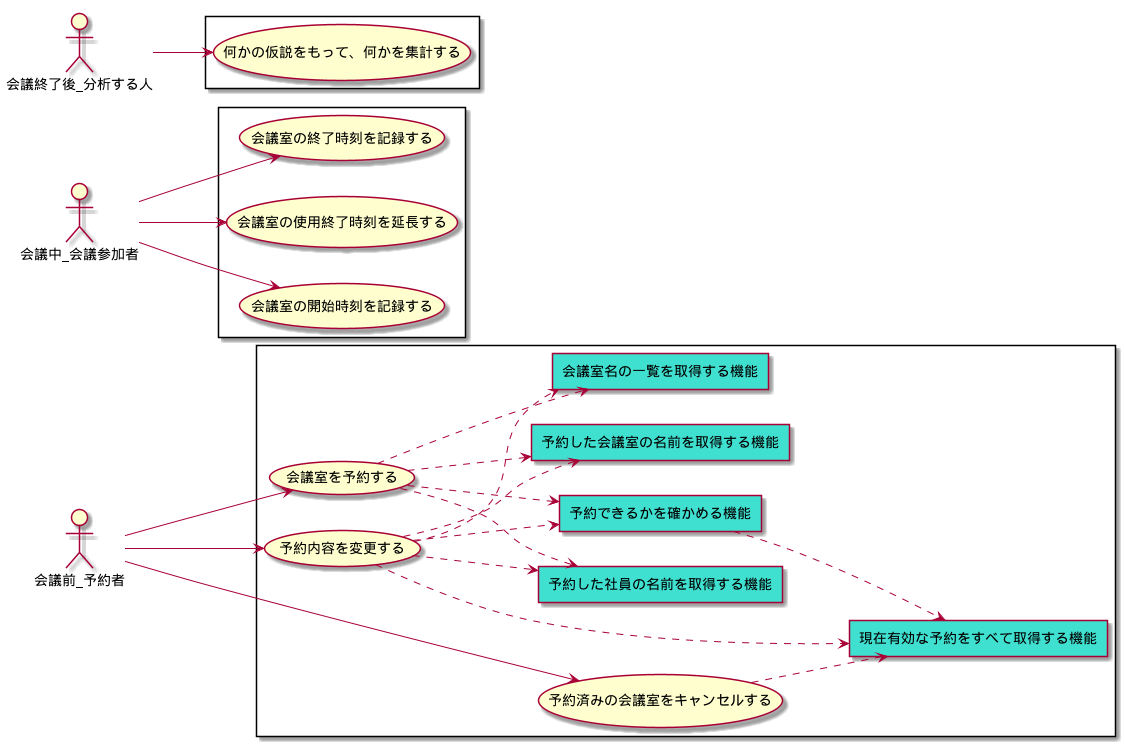 会議終了後_分析する人
何かの仮説をもって、何かを集計する
会議中_会議参加者
会議室の終了時刻を記録する
会議室の使用終了時刻を延長する
会議室の開始時刻を記録する
会議前_予約者
会議室を予約する
予約内容を変更する
予約済みの会議室をキャンセルする
会議室名の一覧を取得する機能
予約した会議室の名前を取得する機能
予約できるかを確かめる機能
予約した社員の名前を取得する機能
現在有効な予約をすべて取得する機能